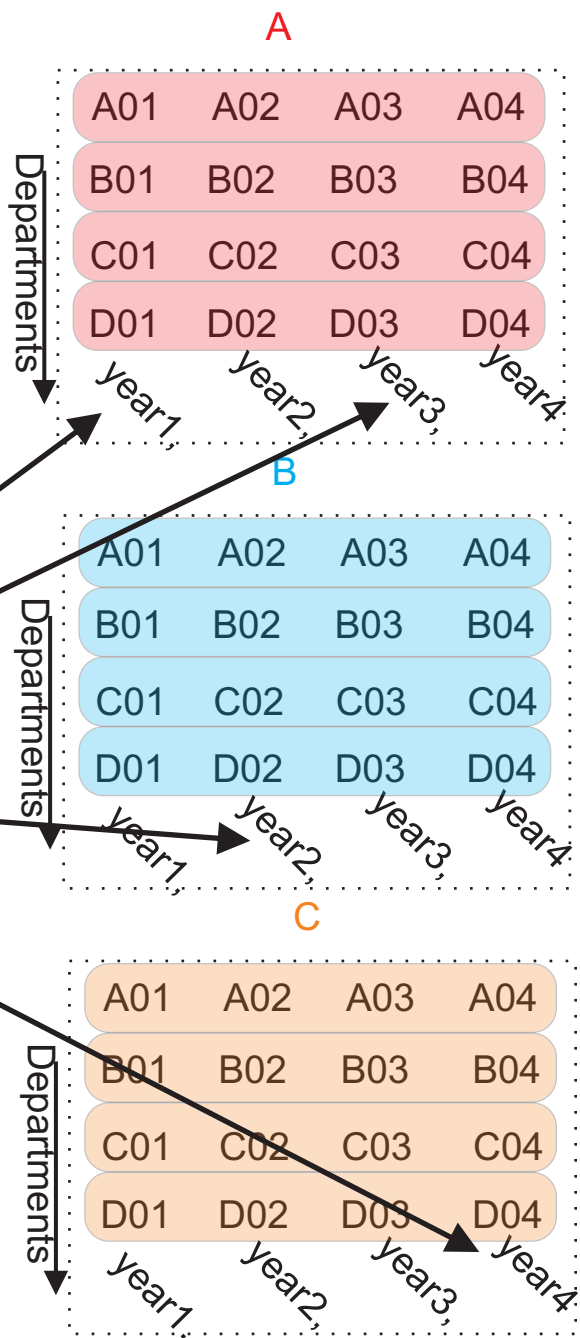 A
Departments
A01 A02 A03 A04
B01 B02 B03 B04
C01 C02 C03 C04
D01 D02 D03 D04
year1, year2, year3, year4
B
Departments
A01 A02 A03 A04
B01 B02 B03 B04
C01 C02 C03 C04
D01 D02 D03 D04
year1, year2, year3, year4
C
Departments
A01 A02 A03 A04
B01 B02 B03 B04
C01 C02 C03 C04
D01 D02 D03 D04
year1, year2, year3, year4